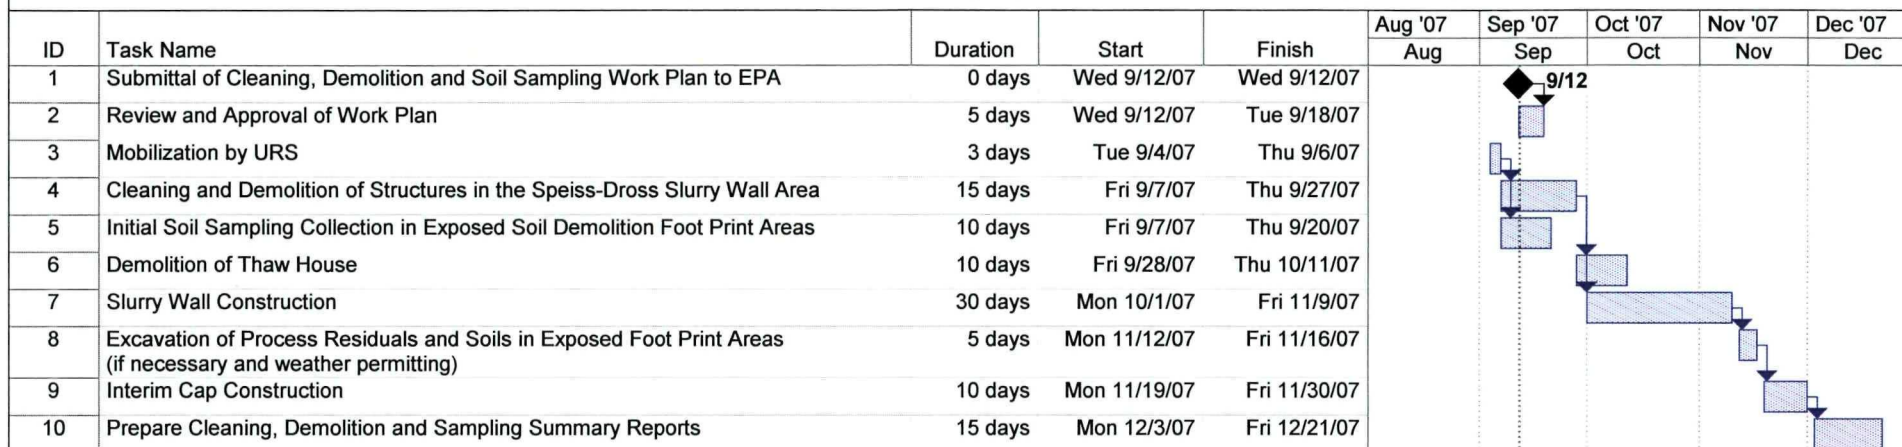 Aug '07 Sep '07 Oct '07 Nov '07 Dec '07
ID Task Name Duration Start Finish Aug Sep Oct Nov Dec
1 Submittal of Cleaning, Demolition and Soil Sampling Work Plan to EPA 0 days Wed 9/12/07 Wed 9/12/07 9/12
2 Review and Approval of Work Plan 5 days Wed 9/12/07 Tue 9/18/07
3 Mobilization by URS 3 days Tue 9/4/07 Thu 9/6/07
4 Cleaning and Demolition of Structures in the Speiss-Dross Slurry Wall Area 15 days Fri 9/7/07 Thu 9/27/07
5 Initial Soil Sampling Collection in Exposed Soil Demolition Foot Print Areas 10 days Fri 9/7/07 Thu 9/20/07
6 Demolition of Thaw House 10 days Fri 9/28/07 Thu 10/11/07
7 Slurry Wall Construction 30 days Mon 10/1/07 Fri 11/9/07
8 Excavation of Process Residuals and Soils in Exposed Foot Print Areas 5 days Mon 11/12/07 Fri 11/16/07
(if necessary and weather permitting)
9 Interim Cap Construction 10 days Mon 11/19/07 Fri 11/30/07
10 Prepare Cleaning, Demolition and Sampling Summary Reports 15 days Mon 12/3/07 Fri 12/21/07